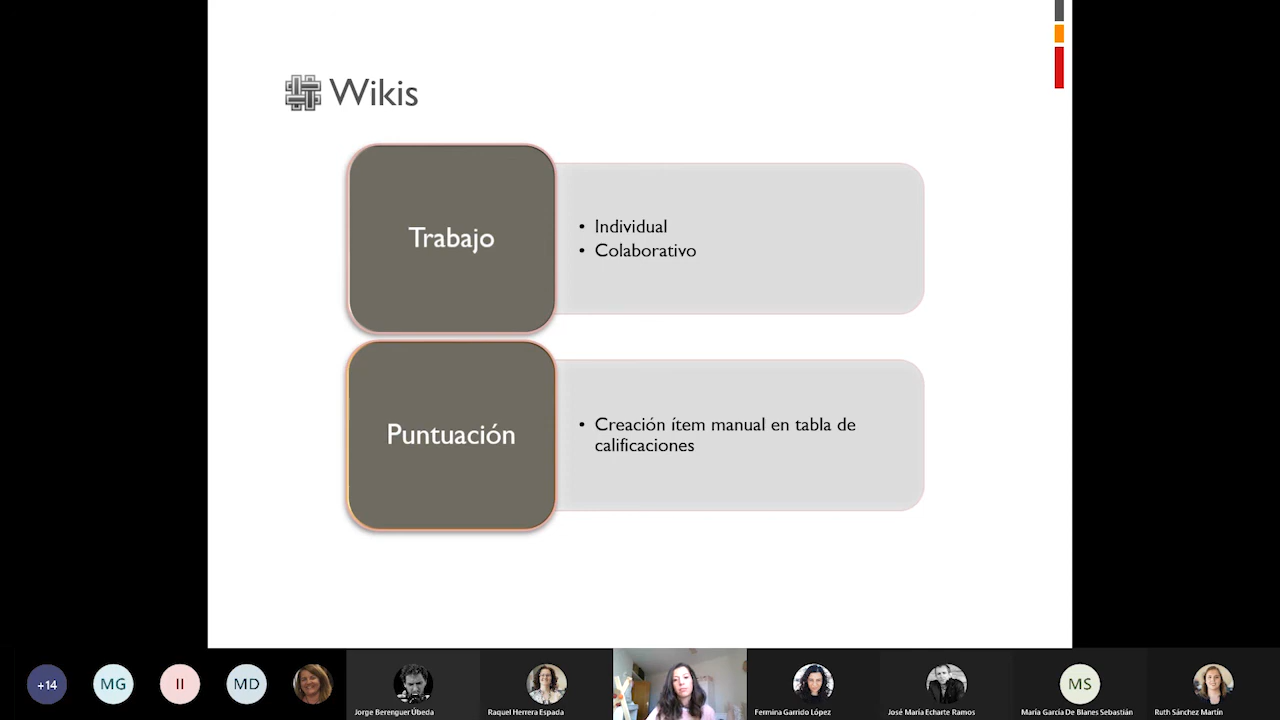 Wikis
Trabajo
• Individual
• Colaborativo
Puntuación
• Creación ítem manual en tabla de
calificaciones
+14
MG
II
MD
Jorge Berenguer Úbeda
Raquel Herrera Espada
Fermina Garrido López
José María Echarte Ramos
MS
María García De Blanes Sebastián
Ruth Sánchez Martín